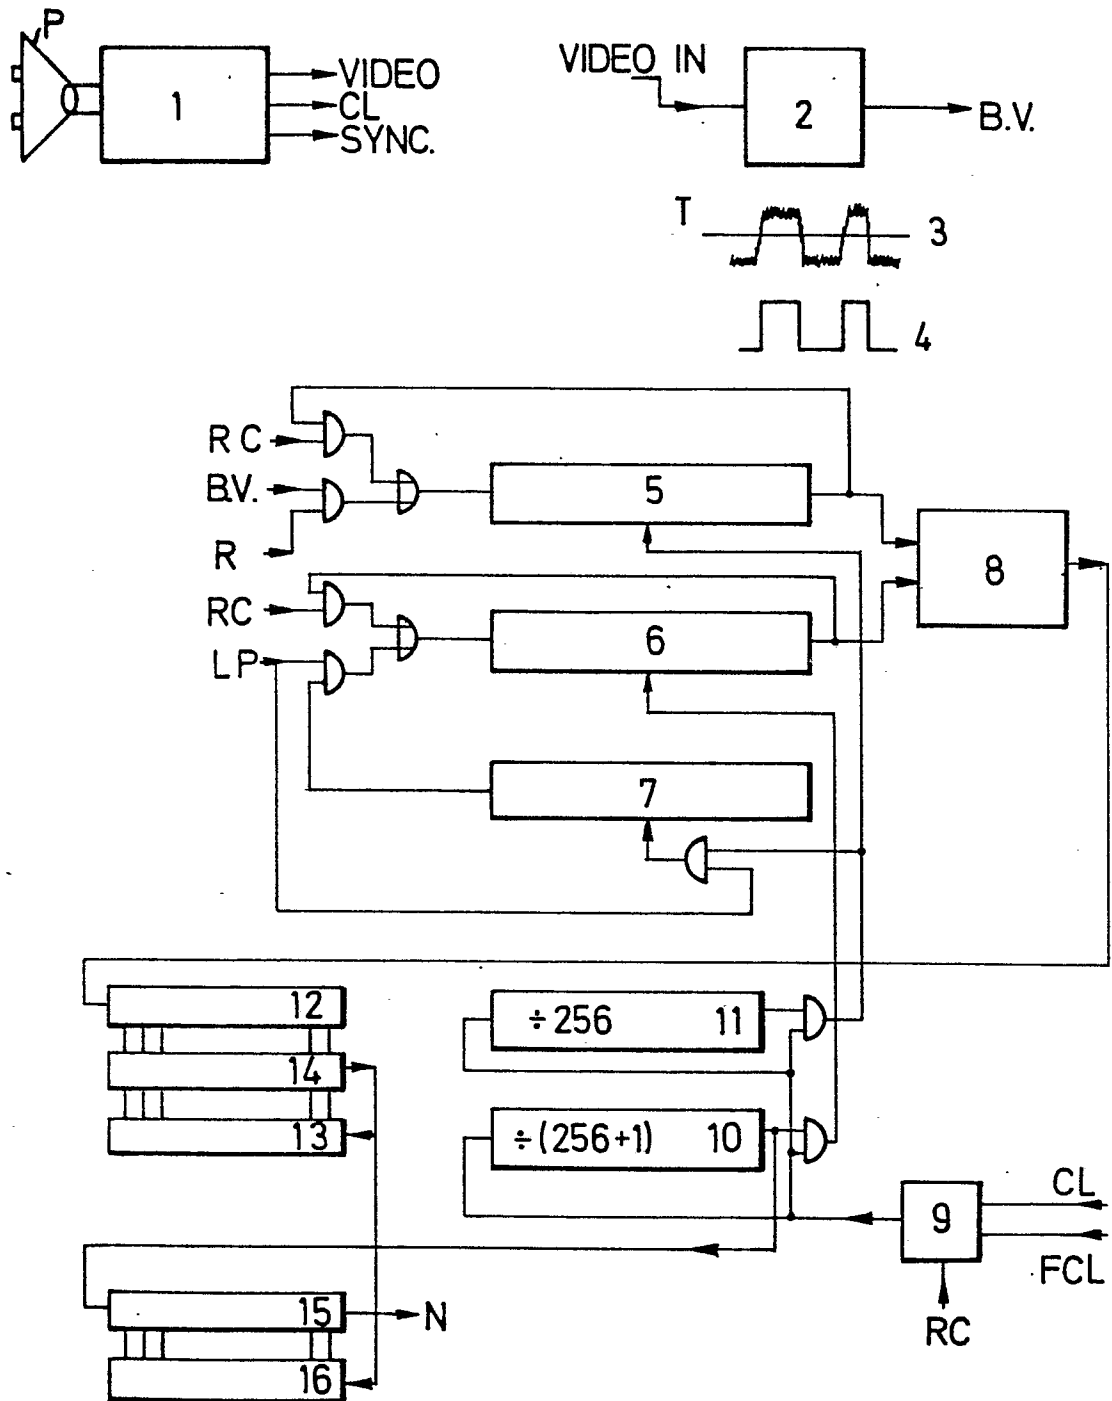 P
1
VIDEO
CL
SYNC.
VIDEO IN
2
B.V.
T
3
4
RC
B.V.
R
5
8
RC
LP
6
7
12
14
13
÷256 11
÷(256+1) 10
9
CL
FCL
RC
15
N
16